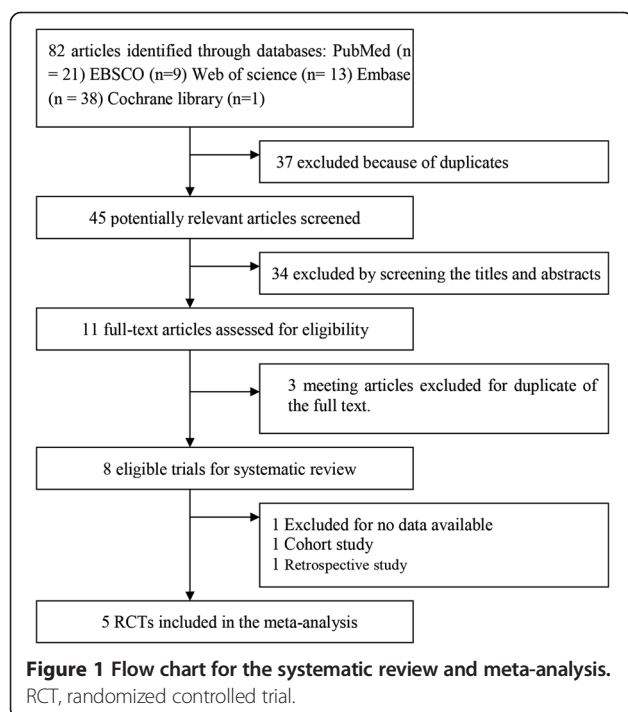 82 articles identified through databases: PubMed (n
= 21) EBSCO (n=9) Web of science (n= 13) Embase
(n = 38) Cochrane library (n=1)
37 excluded because of duplicates
45 potentially relevant articles screened
34 excluded by screening the titles and abstracts
11 full-text articles assessed for eligibility
3 meeting articles excluded for duplicate of
the full text.
8 eligible trials for systematic review
1 Excluded for no data available
1 Cohort study
1 Retrospective study
5 RCTs included in the meta-analysis
Figure 1 Flow chart for the systematic review and meta-analysis.
RCT, randomized controlled trial.